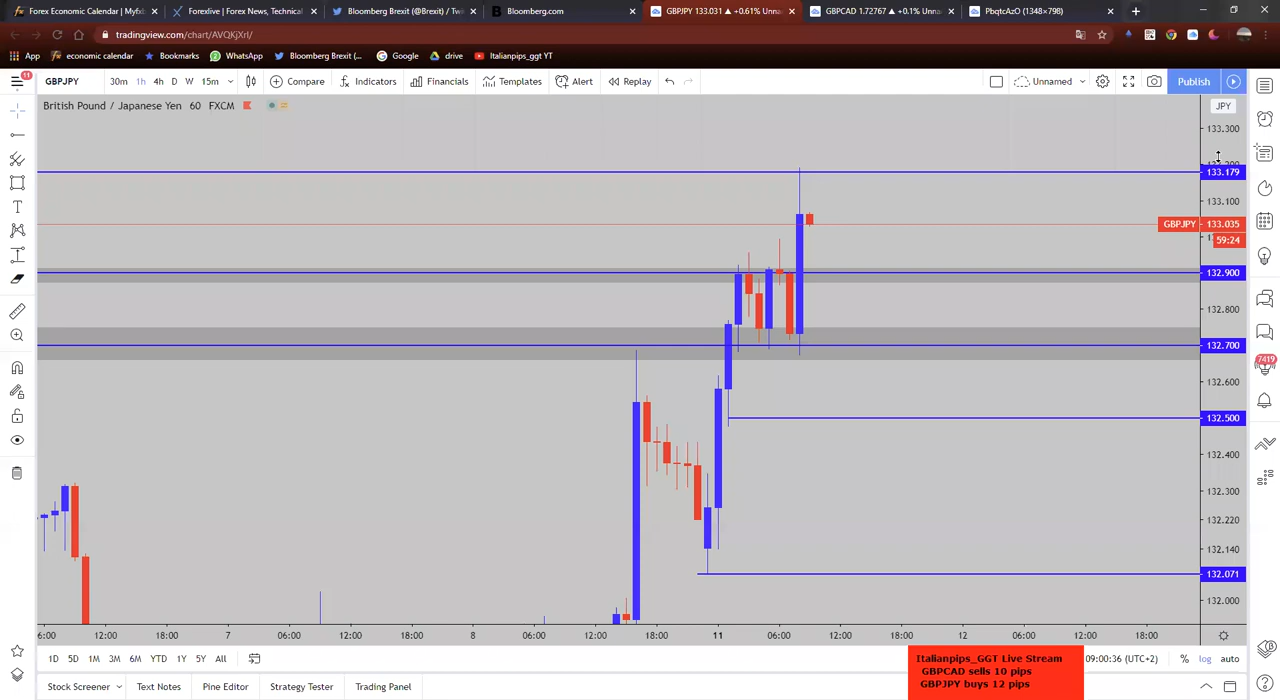 Forex Economic Calendar | Myfx
Forexlive | Forex News, Technical
Bloomberg Brexit (@Brexit) / Twi
Bloomberg.com
GBPJPY 133.031 ▲ +0.61% Unna
GBPCAD 1.72767 ▲ +0.1% Unna
PbqtcAzO (1348×798)
tradingview.com/chart/AVQKjXrI/
App
economic calendar
Bookmarks
WhatsApp
Bloomberg Brexit (...
Google
drive
Italianpips_ggt YT
11
GBPJPY
30m 1h 4h D W 15m
Compare
Indicators
Financials
Templates
Alert
Replay
Unnamed
Publish
British Pound / Japanese Yen 60 FXCM
JPY
133.300
133.179
133.100
GBPJPY 133.035
59:24
132.900
132.800
132.700
132.600
132.500
132.400
132.300
132.220
132.140
132.071
132.000
7419
6:00 12:00 18:00 7 06:00 12:00 18:00 8 06:00 12:00 18:00 11 06:00 12:00 18:00 12 06:00 12:00 18:00
1D 5D 1M 3M 6M YTD 1Y 5Y All
09:00:36 (UTC+2) % log auto
Italianpips_GGT Live Stream
GBPCAD sells 10 pips
GBPJPY buys 12 pips
Stock Screener
Text Notes
Pine Editor
Strategy Tester
Trading Panel